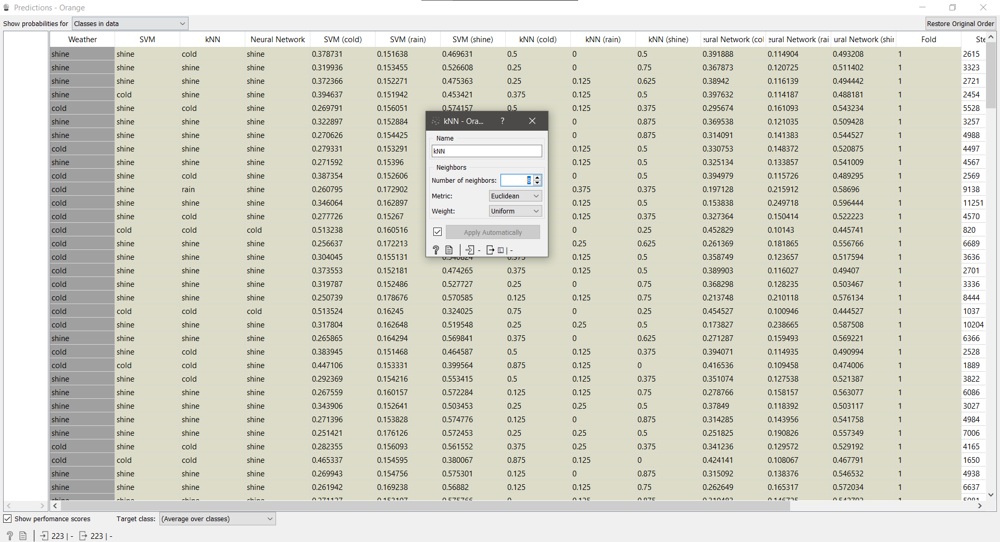 Predictions - Orange
Show probabilities for Classes in data Restore Original Order
Weather SVM kNN Neural Network SVM (cold) SVM (rain) SVM (shine) kNN (cold) kNN (rain) kNN (shine) eural Network (col eural Network (rai ural Network (shir Fold Ste
shine shine cold shine 0.378731 0.151638 0.469631 0.5 0 0.5 0.391888 0.114904 0.493208 1 2615
shine shine shine shine 0.319936 0.153455 0.526608 0.25 0 0.75 0.367873 0.120725 0.511402 1 3323
shine shine shine shine 0.372366 0.152271 0.475363 0.25 0.125 0.625 0.38942 0.116139 0.494442 1 2721
shine cold shine shine 0.394637 0.151942 0.453421 0.375 0.125 0.5 0.397632 0.114187 0.488181 1 2454
cold shine cold shine 0.269791 0.156051 0.574157 0.5 0.125 0.375 0.295674 0.161093 0.543234 1 5528
shine shine shine shine 0.322897 0.152884 0 0.875 0.369538 0.121035 0.509428 1 3257
shine shine shine shine 0.270626 0.154425 0 0.875 0.314091 0.141383 0.544527 1 4988
cold shine shine shine 0.279331 0.153291 0.125 0.5 0.330753 0.148372 0.520875 1 4497
shine shine shine shine 0.271592 0.15396 0.125 0.5 0.325134 0.133857 0.541009 1 4567
cold shine cold shine 0.387354 0.152606 0 0.5 0.394979 0.115726 0.489295 1 2569
cold shine rain shine 0.260795 0.172902 0.375 0.375 0.197128 0.215912 0.58696 1 9138
cold shine shine shine 0.346064 0.162897 0.125 0.5 0.153838 0.249718 0.596444 1 11251
cold shine cold shine 0.277726 0.15267 0.125 0.375 0.327364 0.150414 0.522223 1 4570
cold cold cold cold 0.513238 0.160516 0 0.25 0.452829 0.10143 0.445741 1 820
cold shine shine shine 0.256637 0.172213 0.25 0.625 0.261369 0.181865 0.556766 1 6689
cold shine shine shine 0.304045 0.155131 0.540824 0.375 0.125 0.5 0.358749 0.123657 0.517594 1 3636
cold shine shine shine 0.373553 0.152181 0.474265 0.375 0.125 0.5 0.389903 0.116027 0.49407 1 2701
cold shine shine shine 0.319787 0.152486 0.527727 0.25 0 0.75 0.368298 0.128235 0.503467 1 3336
cold shine shine shine 0.250739 0.178676 0.570585 0.125 0.125 0.75 0.213748 0.210118 0.576134 1 8444
cold cold cold cold 0.513524 0.16245 0.324025 0.75 0 0.25 0.454527 0.100946 0.444527 1 1037
cold shine shine shine 0.317804 0.162648 0.519548 0.25 0.25 0.5 0.173827 0.238665 0.587508 1 10204
shine shine shine shine 0.265865 0.164294 0.569841 0.375 0 0.625 0.271287 0.159493 0.569221 1 6366
cold shine cold shine 0.383945 0.151468 0.464587 0.5 0.125 0.375 0.394071 0.114935 0.490994 1 2528
cold cold cold shine 0.447106 0.153331 0.399564 0.875 0.125 0 0.416536 0.109458 0.474006 1 1889
shine shine cold shine 0.292369 0.154216 0.553415 0.5 0.125 0.375 0.351074 0.127538 0.521387 1 3822
shine shine shine shine 0.267559 0.160157 0.572284 0.125 0.125 0.75 0.278766 0.158157 0.563077 1 6086
shine shine shine shine 0.343906 0.152641 0.503453 0.25 0.25 0.5 0.37849 0.118392 0.503117 1 3027
shine shine shine shine 0.271396 0.153828 0.574776 0.125 0 0.875 0.314285 0.143956 0.541758 1 4984
shine shine shine shine 0.251421 0.176126 0.572453 0.25 0.25 0.5 0.251825 0.190826 0.557349 1 7006
cold shine cold shine 0.282355 0.156093 0.561552 0.375 0.25 0.375 0.341236 0.129572 0.529192 1 4165
cold cold cold shine 0.465337 0.154595 0.380067 0.875 0.125 0 0.424141 0.108067 0.467791 1 1650
shine shine shine shine 0.269943 0.154756 0.575301 0.125 0 0.875 0.315092 0.138376 0.546532 1 4938
shine shine shine shine 0.261942 0.169238 0.56882 0.125 0.125 0.75 0.262649 0.165317 0.572034 1 6637
kNN - Ora... ?
Name
kNN
Neighbors
Number of neighbors: 8
Metric: Euclidean
Weight: Uniform
Apply Automatically
? - | -
Show perfomance scores Target class: (Average over classes)
? 223 | - 223 | -